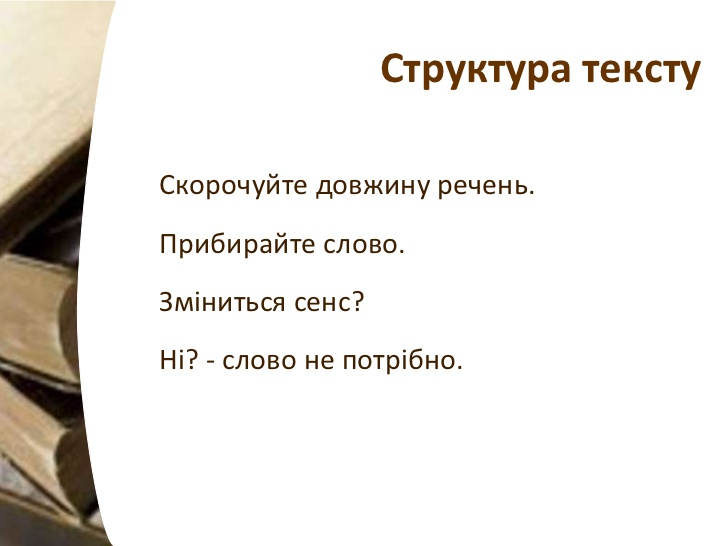 Структура тексту
Скорочуйте довжину речень.
Прибирайте слово.
Зміниться сенс?
Ні? - слово не потрібно.